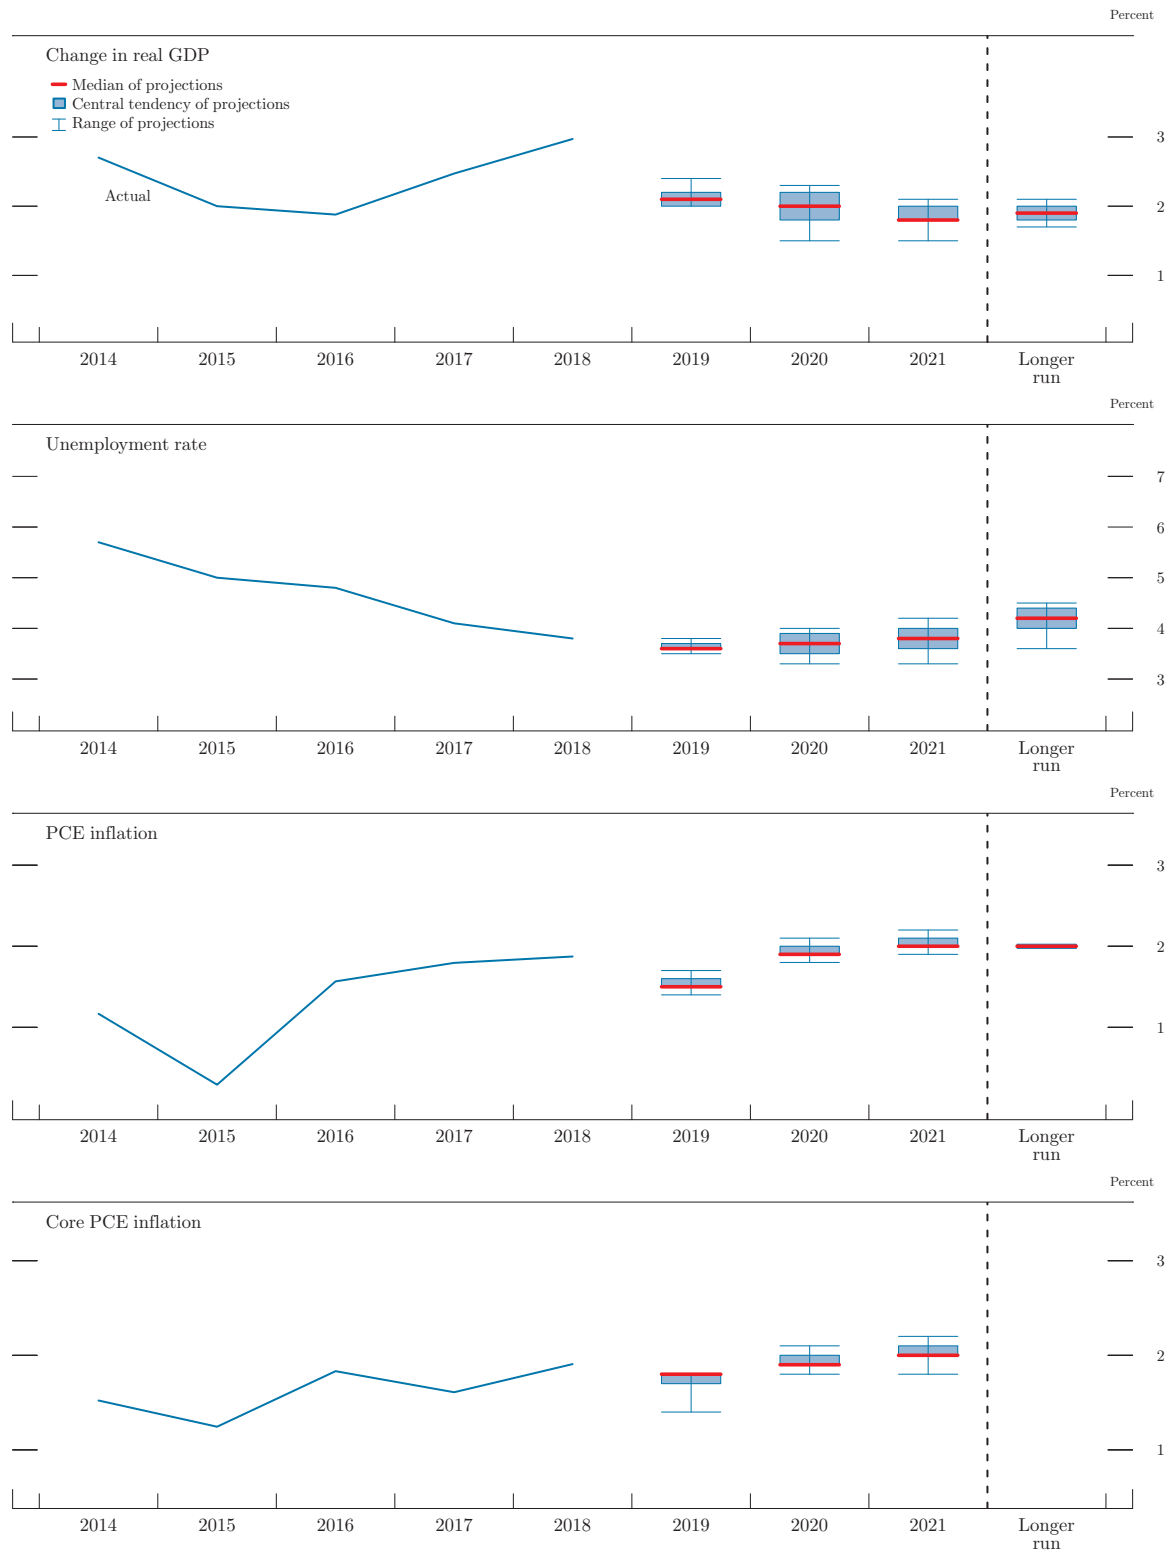 Percent
Change in real GDP
Median of projections
Central tendency of projections
Range of projections
Actual
3
2
1
2014 2015 2016 2017 2018 2019 2020 2021 Longer
run
Percent
Unemployment rate
7
6
5
4
3
2014 2015 2016 2017 2018 2019 2020 2021 Longer
run
Percent
PCE inflation
3
2
1
2014 2015 2016 2017 2018 2019 2020 2021 Longer
run
Percent
Core PCE inflation
3
2
1
2014 2015 2016 2017 2018 2019 2020 2021 Longer
run